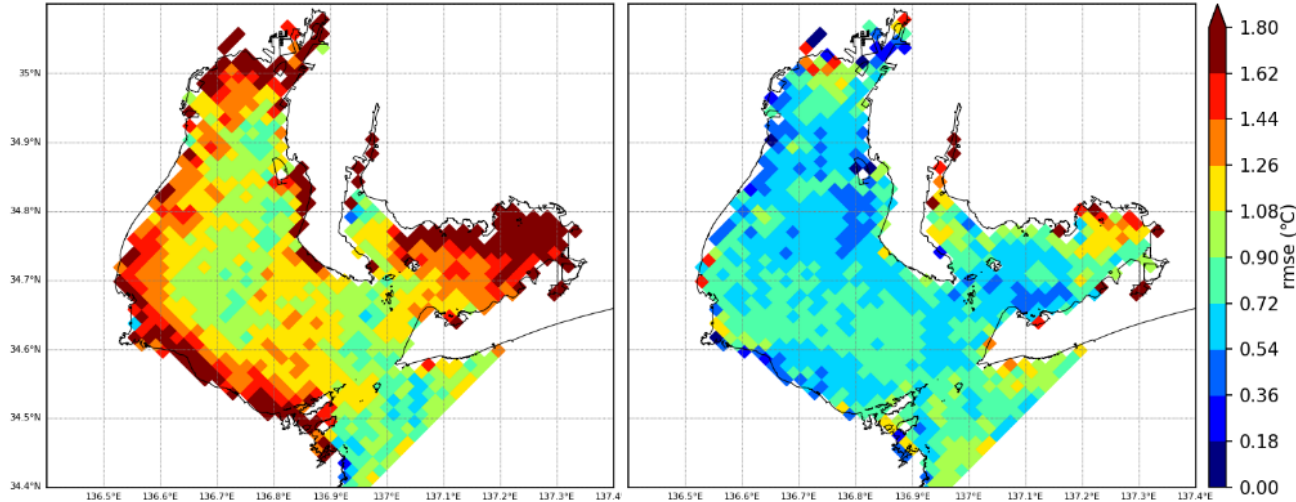 35°N
34.9°N
34.8°N
34.7°N
34.6°N
34.5°N
34.4°N
136.5°E
136.6°E
136.7°E
136.8°E
136.9°E
137°E
137.1°E
137.2°E
137.3°E
137.4°E
136.5°E
136.6°E
136.7°E
136.8°E
136.9°E
137°E
137.1°E
137.2°E
137.3°E
137.4°E
1.80
1.62
1.44
1.26
1.08
0.90
0.72
0.54
0.36
0.18
0.00
rmse (°C)